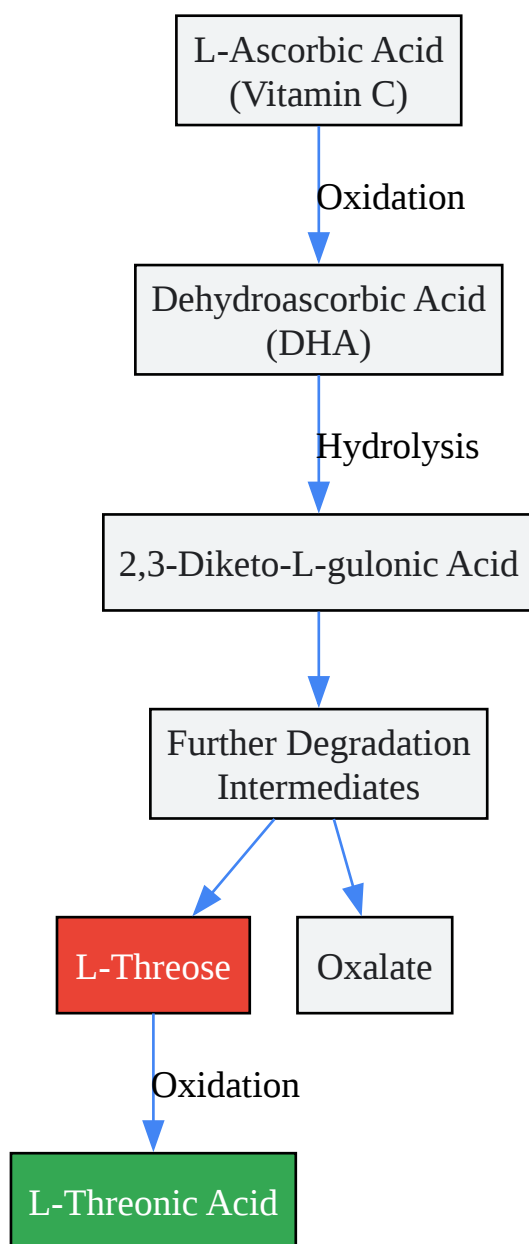 L-Ascorbic Acid
(Vitamin C)
Oxidation
Dehydroascorbic Acid
(DHA)
Hydrolysis
2,3-Diketo-L-gulonic Acid
Further Degradation
Intermediates
L-Threose
Oxalate
Oxidation
L-Threonic Acid